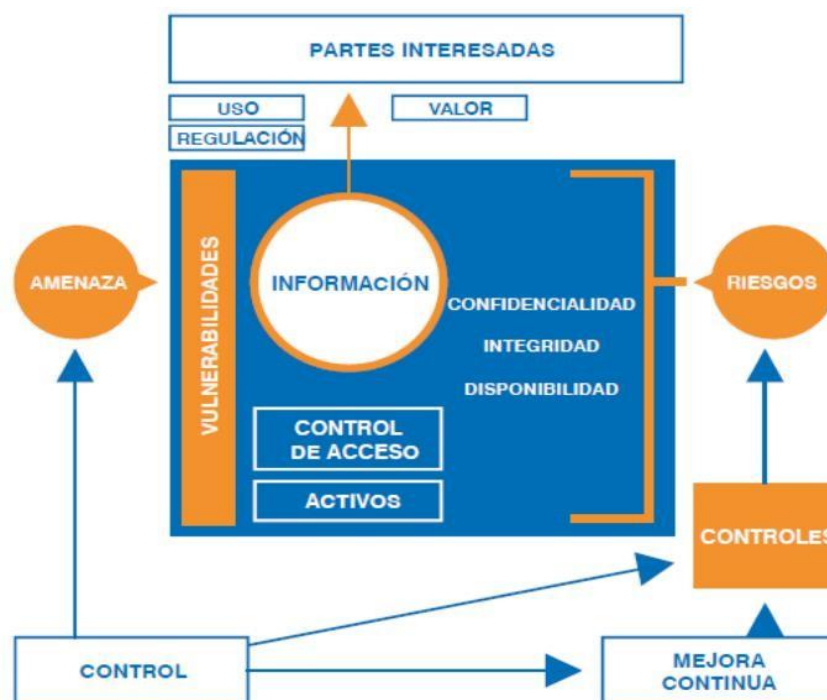 PARTES INTERESADAS
USO
VALOR
REGULACIÓN
VULNERABILIDADES
AMENAZA
INFORMACIÓN
RIESGOS
CONFIDENCIALIDAD
INTEGRIDAD
DISPONIBILIDAD
CONTROL
DE ACCESO
ACTIVOS
CONTROLES
CONTROL
MEJORA
CONTINUA